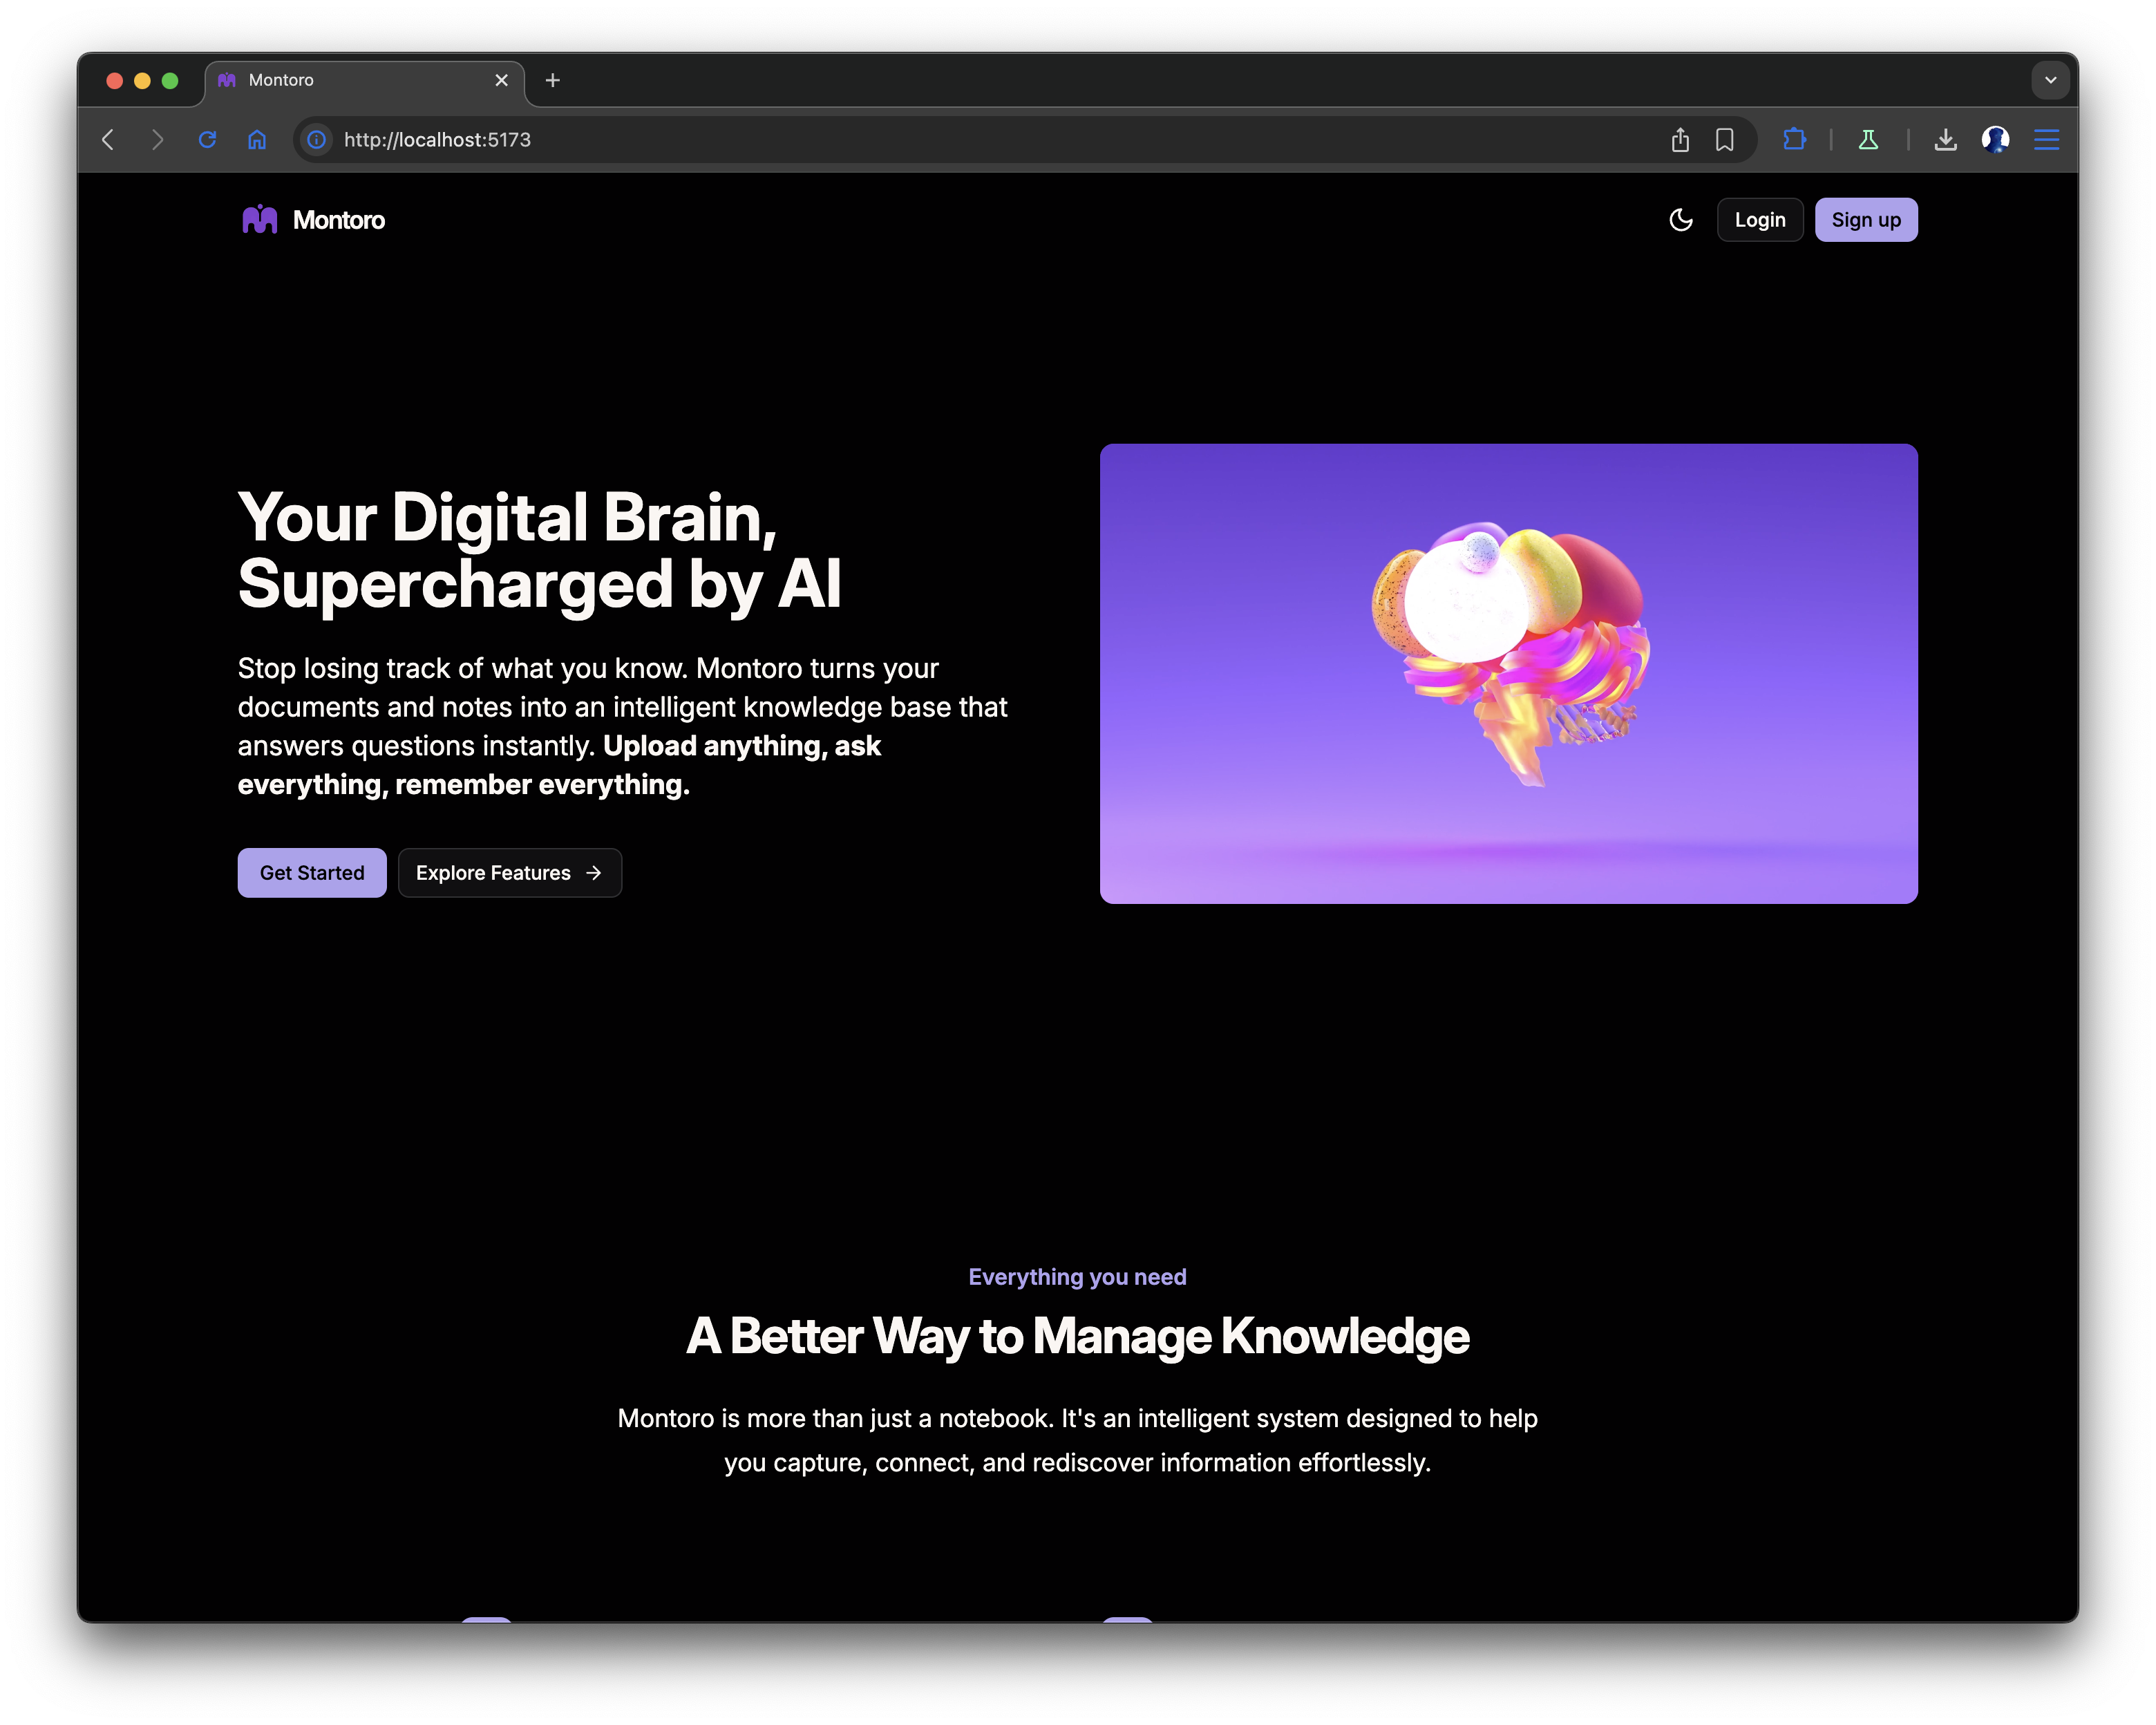 Montoro
http://localhost:5173
Montoro
Login
Sign up
Your Digital Brain,
Supercharged by AI
Stop losing track of what you know. Montoro turns your
documents and notes into an intelligent knowledge base that
answers questions instantly. Upload anything, ask
everything, remember everything.
Get Started
Explore Features →
Everything you need
A Better Way to Manage Knowledge
Montoro is more than just a notebook. It's an intelligent system designed to help
you capture, connect, and rediscover information effortlessly.